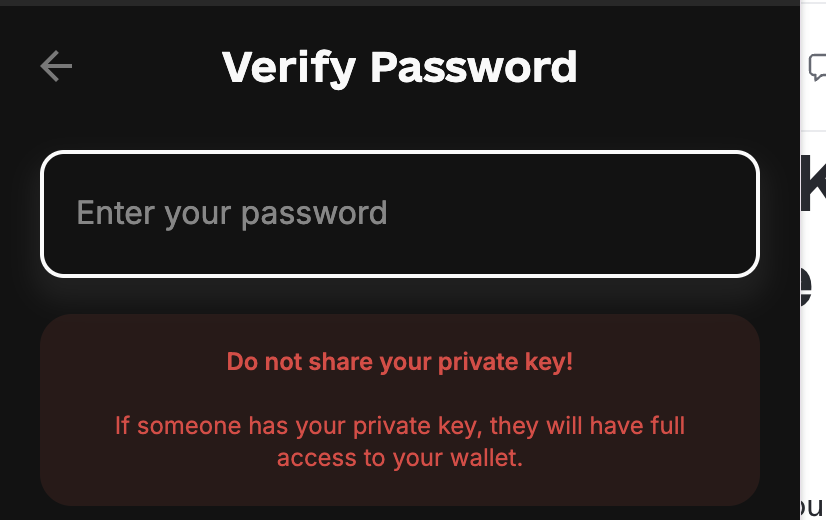 Verify Password
Enter your password
Do not share your private key!
If someone has your private key, they will have full
access to your wallet.